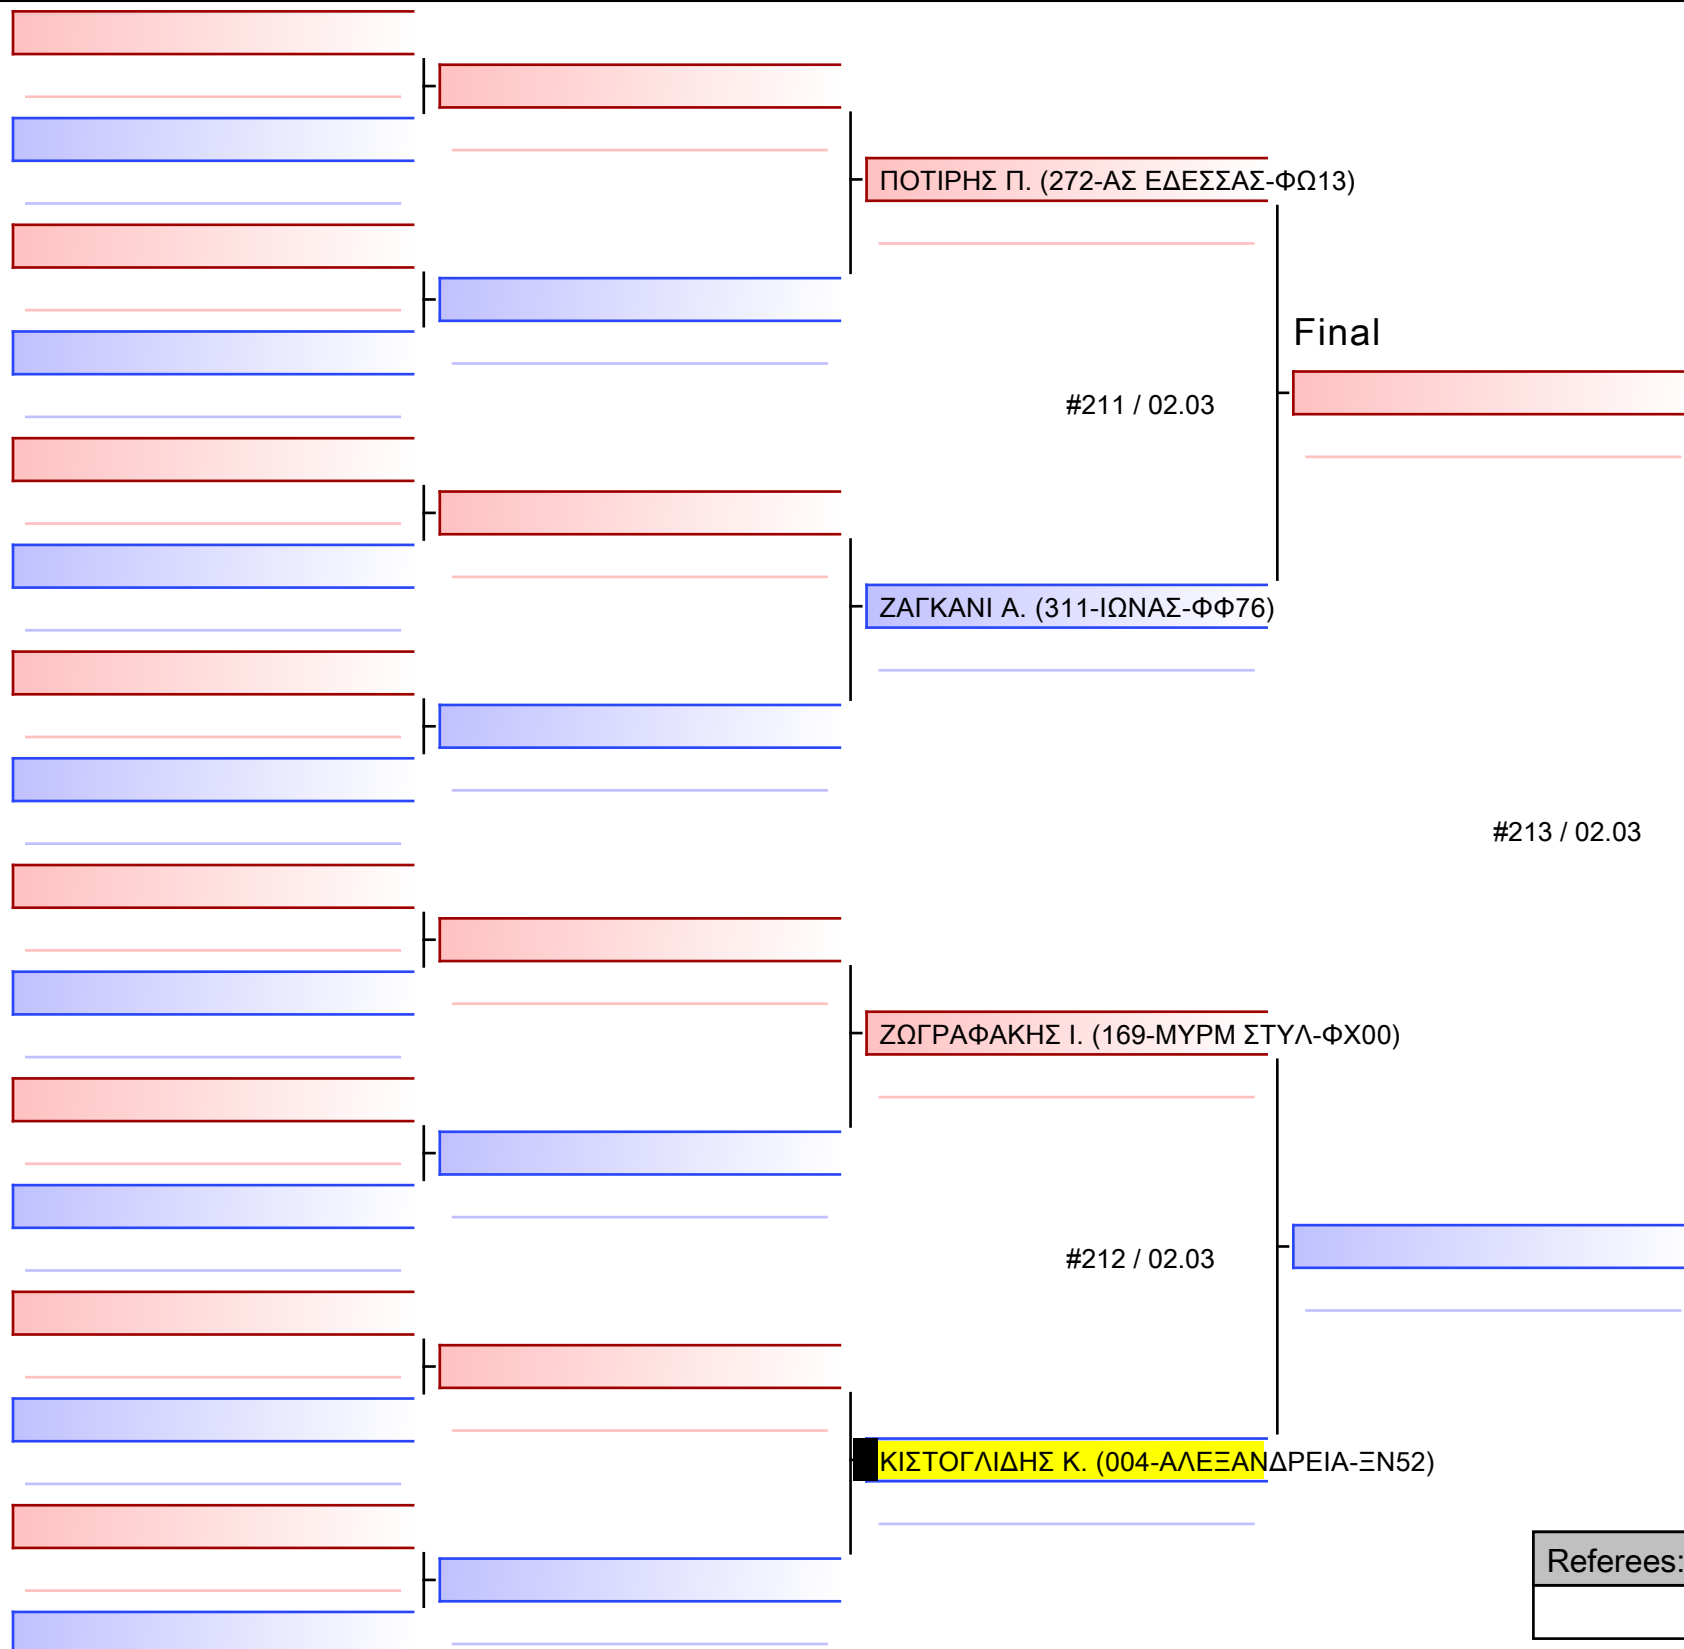 ΠΟΤΙΡΗΣ Π. (272-ΑΣ ΕΔΕΣΣΑΣ-ΦΩ13)
Final
#211 / 02.03
ΖΑΓΚΑΝΙ Α. (311-ΙΩΝΑΣ-ΦΦ76)
#213 / 02.03
ΖΩΓΡΑΦΑΚΗΣ Ι. (169-ΜΥΡΜ ΣΤΥΛ-ΦΧ00)
#212 / 02.03
ΚΙΣΤΟΓΛΙΔΗΣ Κ. (004-ΑΛΕΞΑΝΔΡΕΙΑ-ΞΝ52)
Referees: